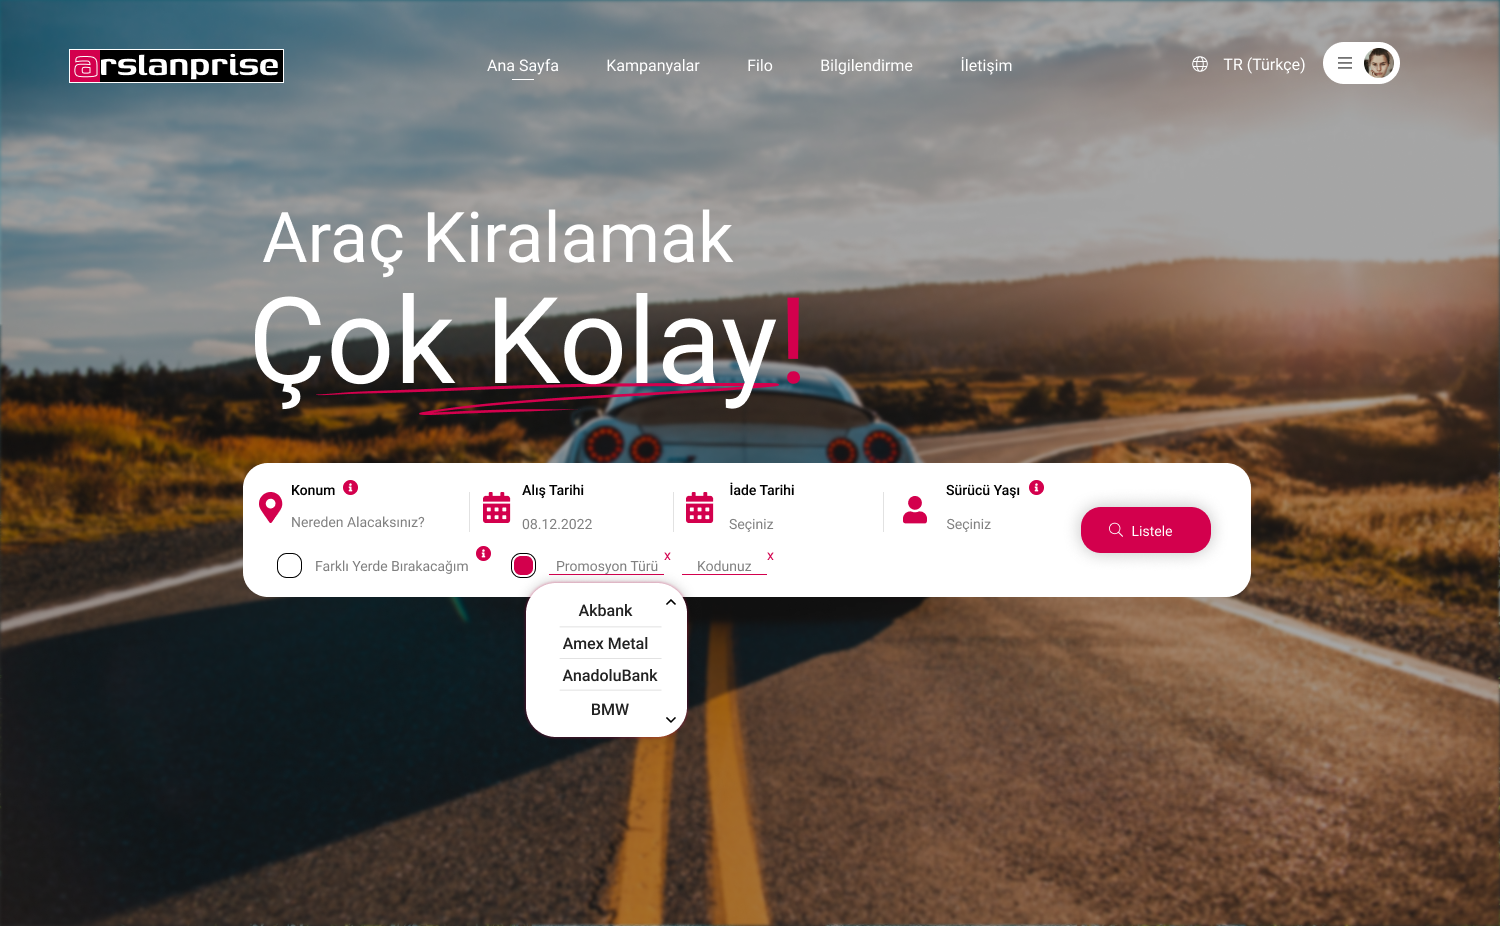 arslanprise
Ana Sayfa Kampanyalar Filo Bilgilendirme İletişim
TR (Türkçe)
Araç Kiralamak
Çok Kolay!
Konum Alış Tarihi İade Tarihi Sürücü Yaşı
Nereden Alacaksınız? 08.12.2022 Seçiniz Seçiniz
Listele
Farklı Yerde Bırakacağım Promosyon Türü x Kodunuz x
Akbank
Amex Metal
AnadoluBank
BMW